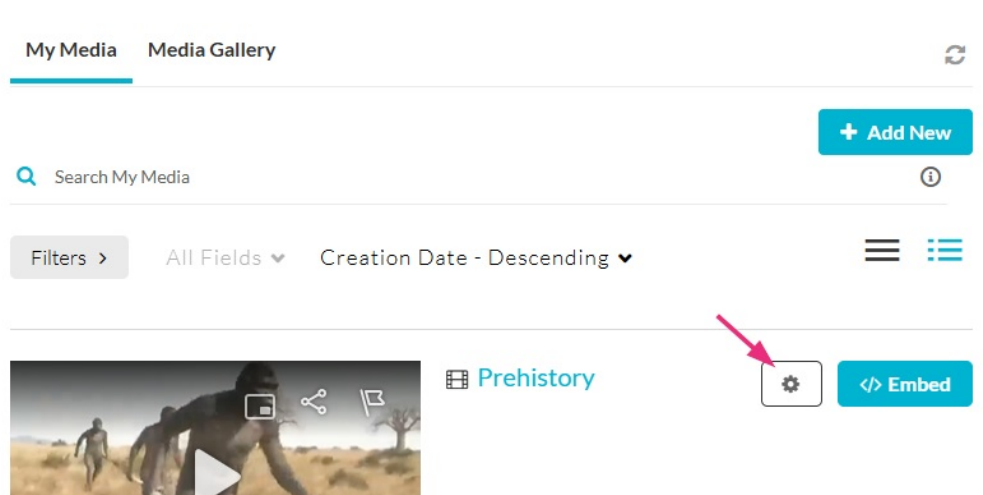 My Media Media Gallery
+ Add New
Search My Media
Filters > All Fields Creation Date - Descending
Prehistory </> Embed